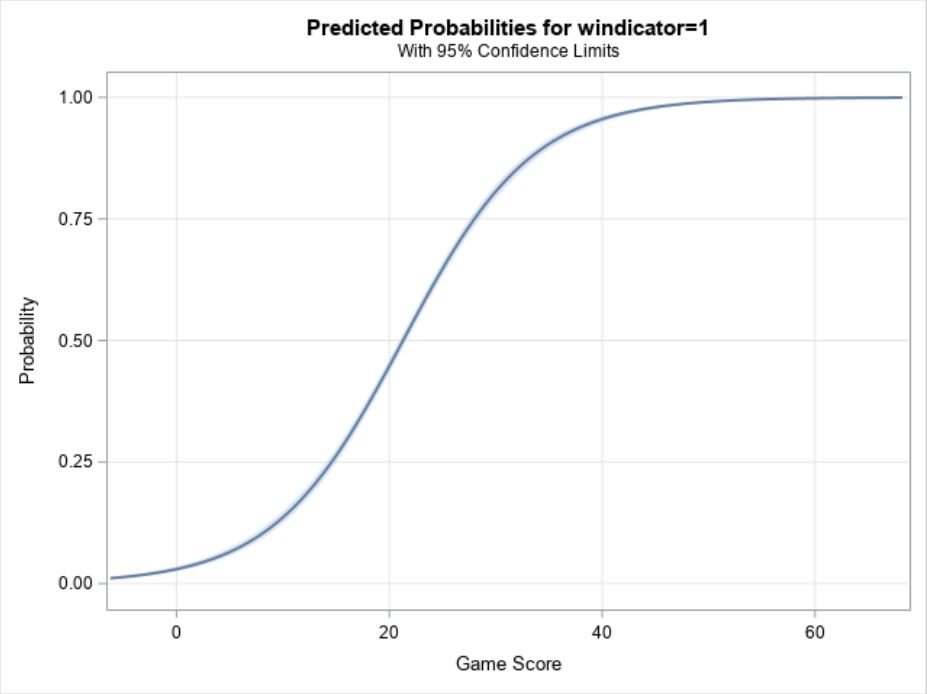 Predicted Probabilities for windicator=1
With 95% Confidence Limits
1.00
0.75
0.50
0.25
0.00
Probability
0 20 40 60
Game Score